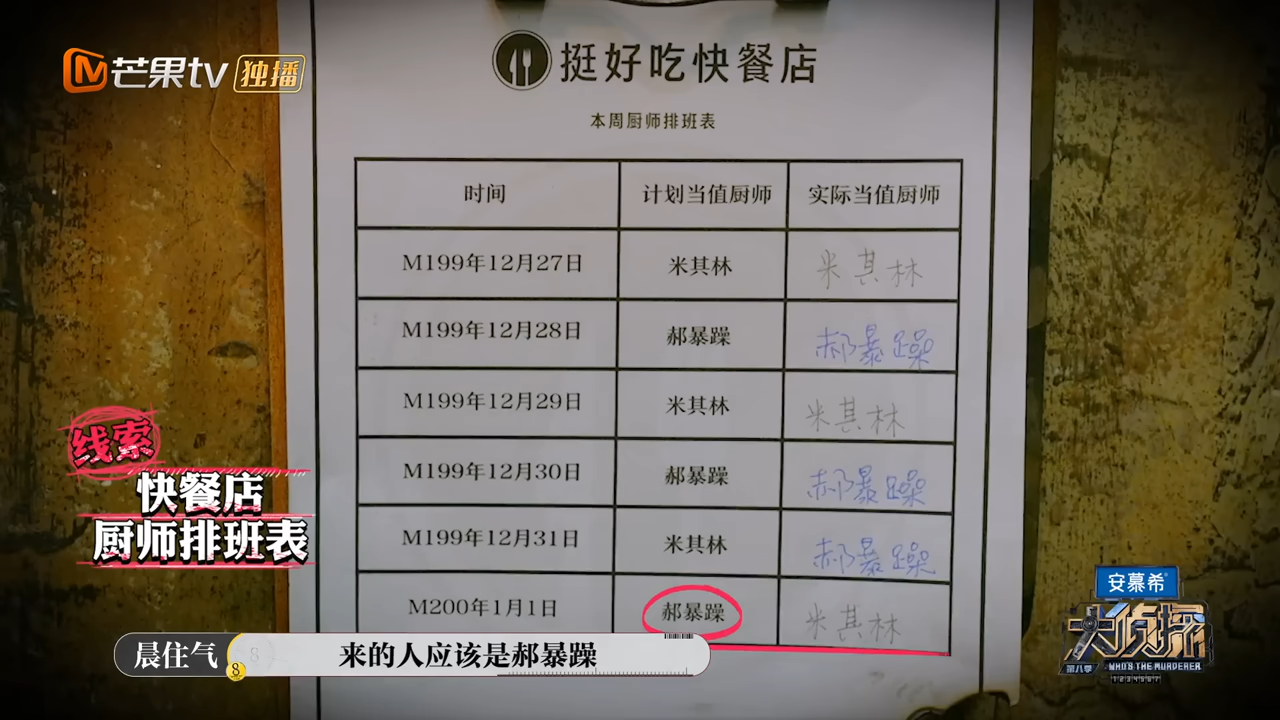 芒果tv 独播
挺好吃快餐店
本周厨师排班表
时间 计划当值厨师 实际当值厨师
M199年12月27日 米其林 米其林
M199年12月28日 郝暴躁 郝暴躁
M199年12月29日 米其林 米其林
M199年12月30日 郝暴躁 郝暴躁
M199年12月31日 米其林 郝暴躁
M200年1月1日 郝暴躁 米其林
线索
快餐店
厨师排班表
晨住气 8 来的人应该是郝暴躁
安慕希
大侦探
第八季 WHO'S THE MURDERER